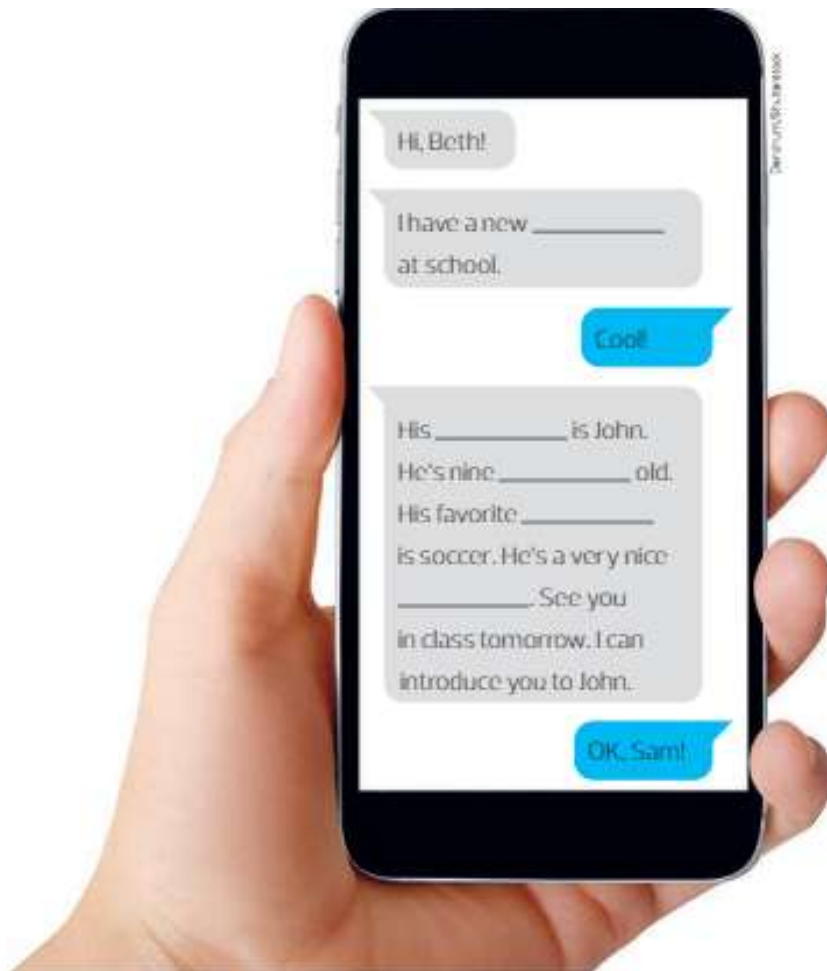 Hi, Beth!
I have a new __________
at school.
Cool!
His __________ is John.
He's nine __________ old.
His favorite __________
is soccer. He's a very nice
__________. See you
in class tomorrow. I can
introduce you to John.
OK, Sam!